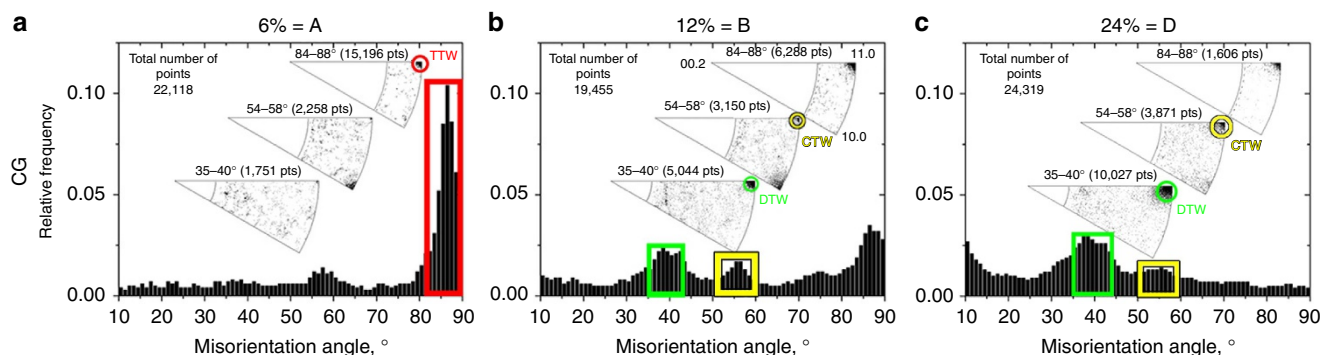 a
6% = A
Total number of
points
22,118
84–88° (15,196 pts)
TTW
54–58° (2,258 pts)
35–40° (1,751 pts)
CG
Relative frequency
0.10
0.05
0.00
10 20 30 40 50 60 70 80 90
Misorientation angle, °
b
12% = B
Total number of
points
19,455
84–88° (6,288 pts)
11.0
00.2
54–58° (3,150 pts)
CTW
10.0
35–40° (5,044 pts)
DTW
0.10
0.05
0.00
10 20 30 40 50 60 70 80 90
Misorientation angle, °
c
24% = D
Total number of
points
24,319
84–88° (1,606 pts)
54–58° (3,871 pts)
CTW
35–40° (10,027 pts)
DTW
0.10
0.05
0.00
10 20 30 40 50 60 70 80 90
Misorientation angle, °